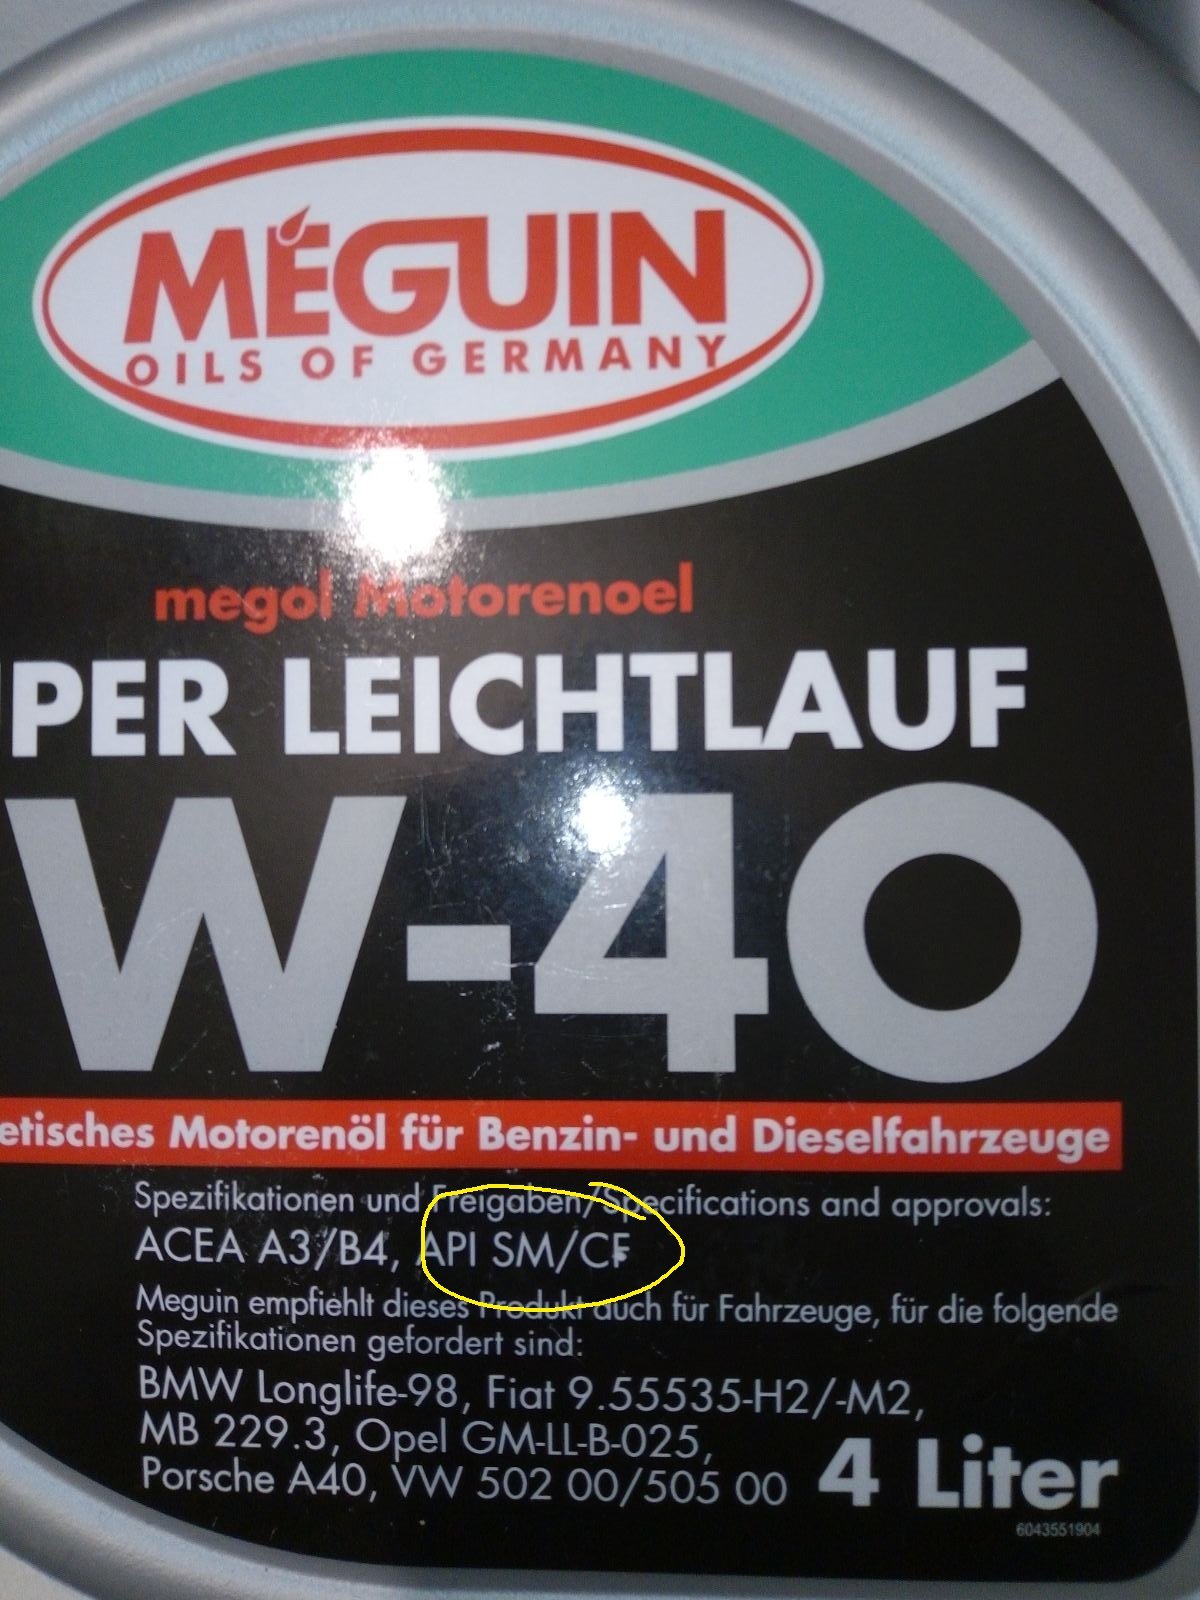 MÉGUIN
OILS OF GERMANY
megol Motorenoel
PER LEICHTLAUF
W-40
etisches Motorenöl für Benzin- und Dieselfahrzeuge
Spezifikationen und Freigaben/Specifications and approvals:
ACEA A3/B4, API SM/CF
Meguin empfiehlt dieses Produkt auch für Fahrzeuge, für die folgende
Spezifikationen gefordert sind:
BMW Longlife-98, Fiat 9.55535-H2/-M2,
MB 229.3, Opel GM-LL-B-025,
Porsche A40, VW 502 00/505 00
4 Liter
6043551904